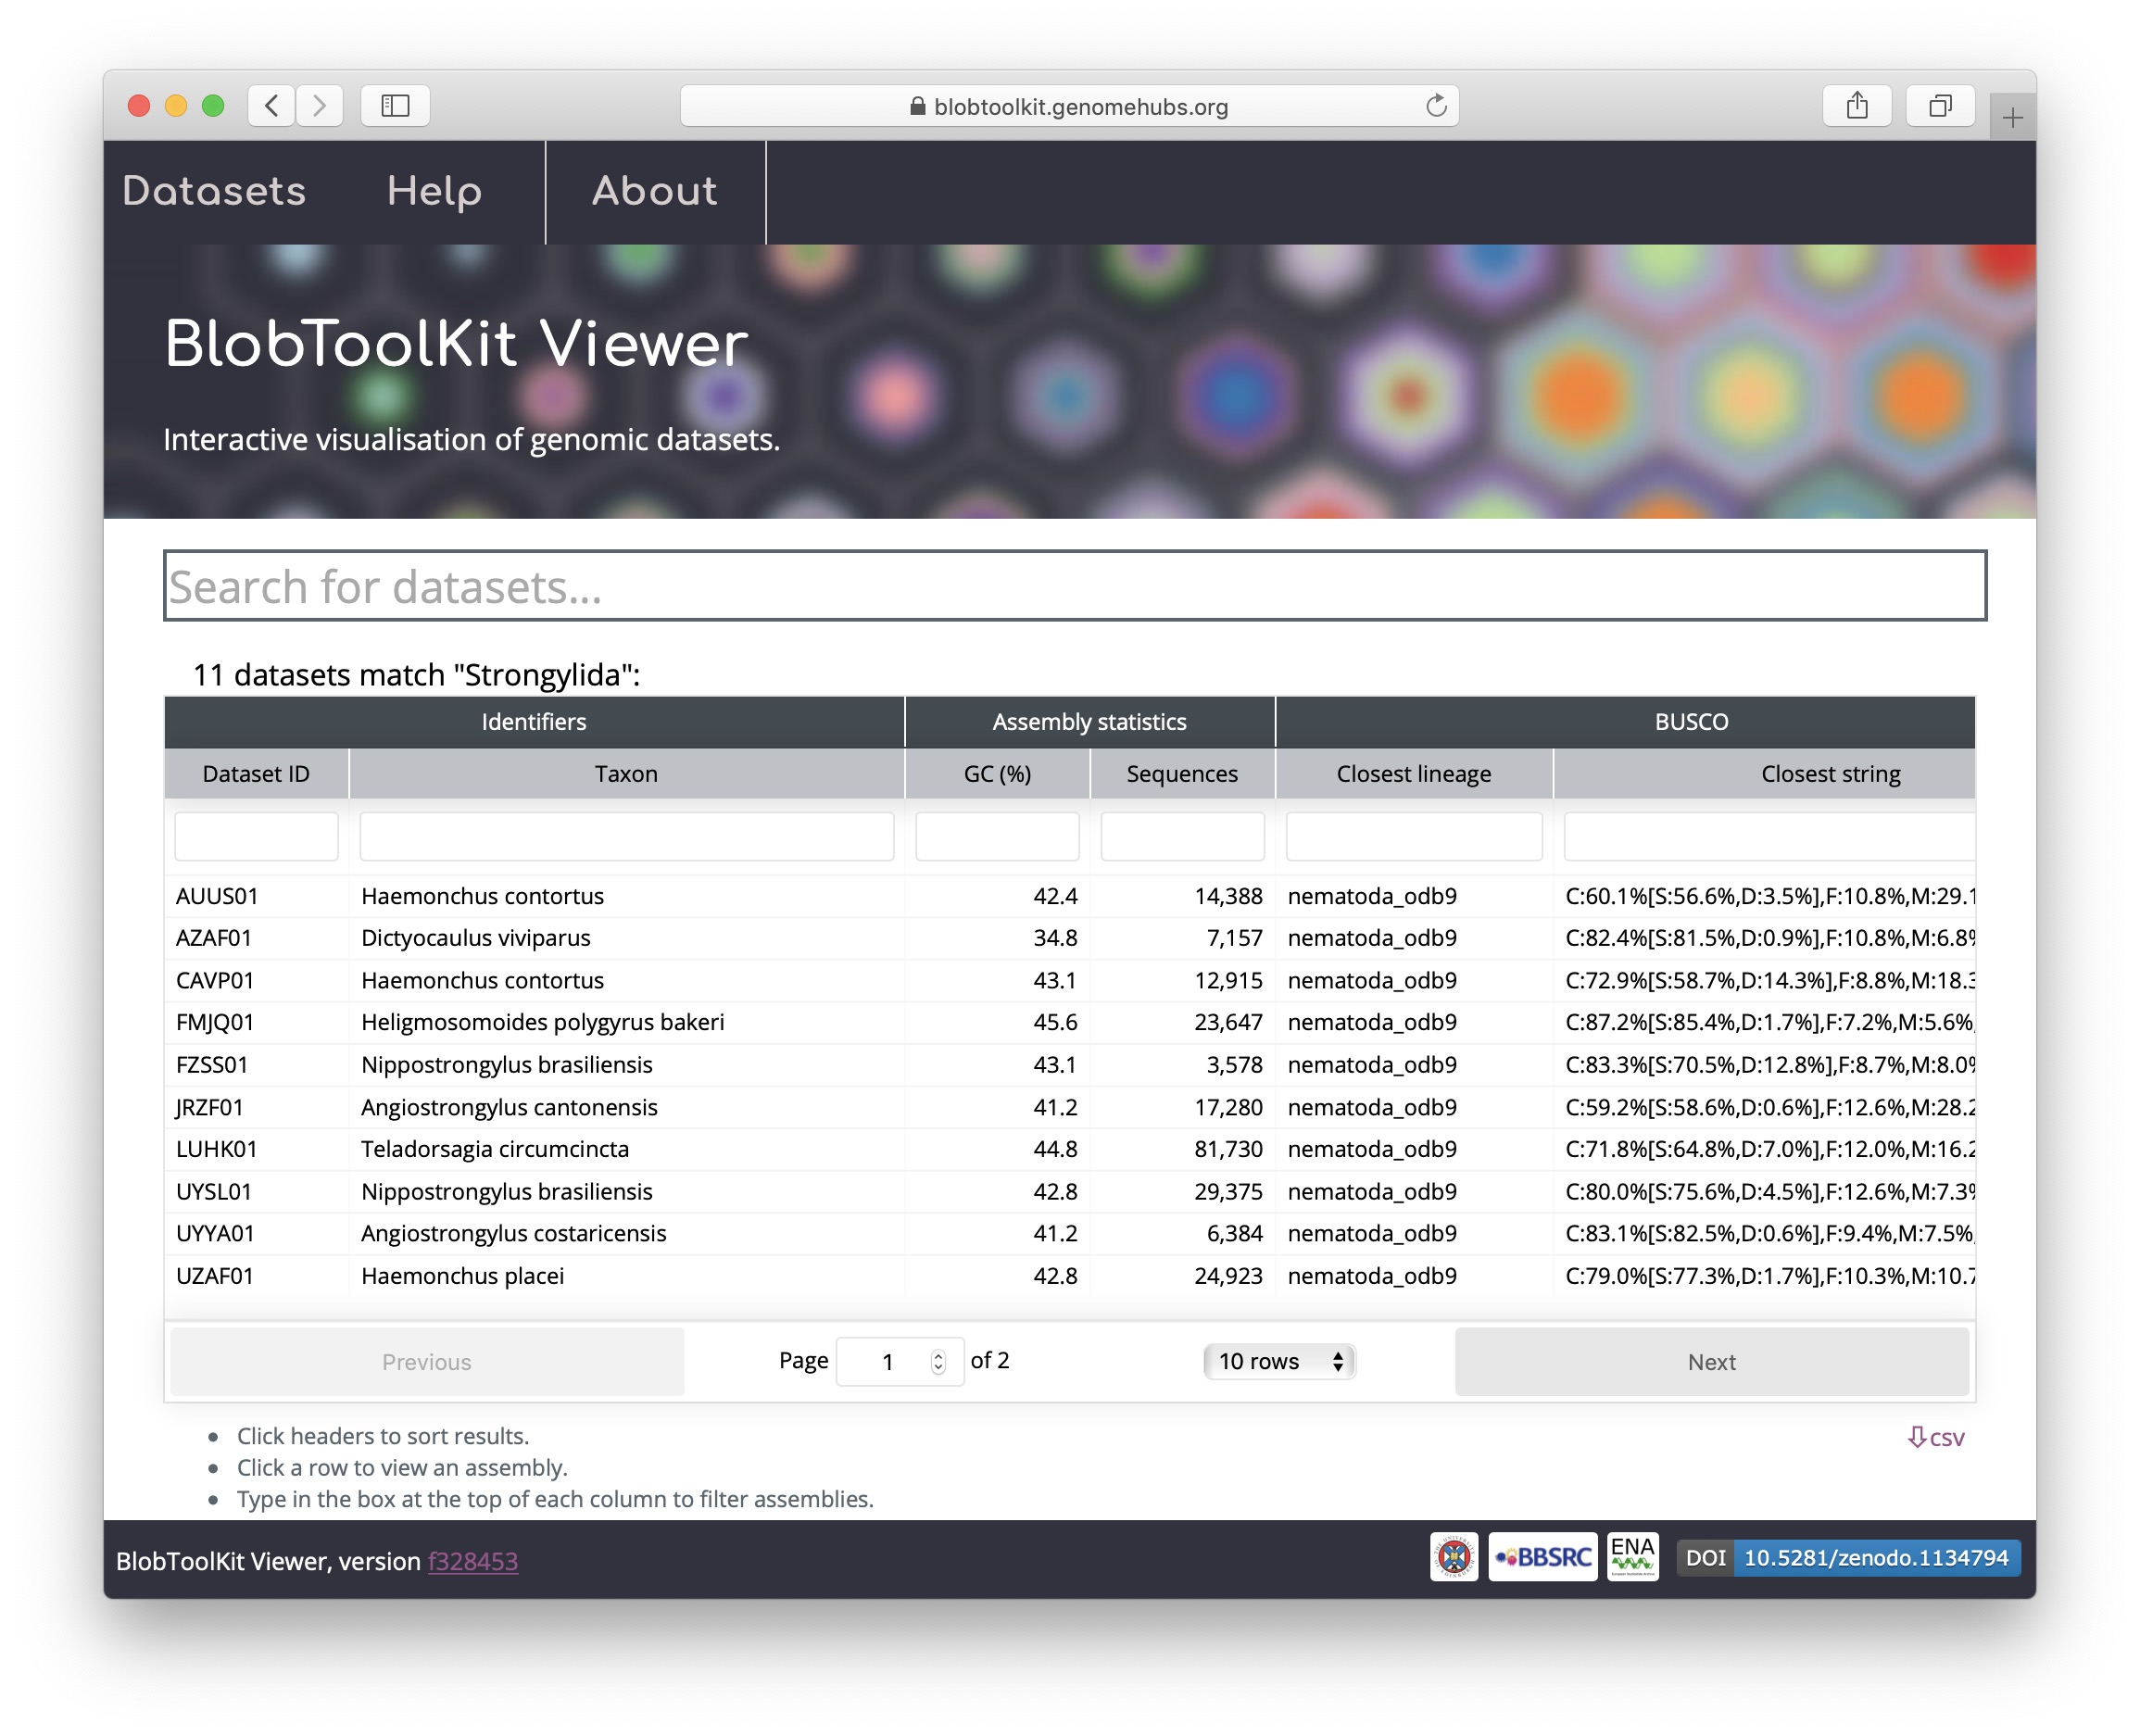 blobtoolkit.genomehubs.org
Datasets Help About
BlobToolKit Viewer
Interactive visualisation of genomic datasets.
Search for datasets...
11 datasets match "Strongylida":
Identifiers Assembly statistics BUSCO
Dataset ID Taxon GC (%) Sequences Closest lineage Closest string
AUUS01 Haemonchus contortus 42.4 14,388 nematoda_odb9 C:60.1%[S:56.6%,D:3.5%],F:10.8%,M:29.1
AZAF01 Dictyocaulus viviparus 34.8 7,157 nematoda_odb9 C:82.4%[S:81.5%,D:0.9%],F:10.8%,M:6.8%
CAVP01 Haemonchus contortus 43.1 12,915 nematoda_odb9 C:72.9%[S:58.7%,D:14.3%],F:8.8%,M:18.3
FMJQ01 Heligmosomoides polygyrus bakeri 45.6 23,647 nematoda_odb9 C:87.2%[S:85.4%,D:1.7%],F:7.2%,M:5.6%,
FZSS01 Nippostrongylus brasiliensis 43.1 3,578 nematoda_odb9 C:83.3%[S:70.5%,D:12.8%],F:8.7%,M:8.0%
JRZF01 Angiostrongylus cantonensis 41.2 17,280 nematoda_odb9 C:59.2%[S:58.6%,D:0.6%],F:12.6%,M:28.2
LUHK01 Teladorsagia circumcincta 44.8 81,730 nematoda_odb9 C:71.8%[S:64.8%,D:7.0%],F:12.0%,M:16.2
UYSL01 Nippostrongylus brasiliensis 42.8 29,375 nematoda_odb9 C:80.0%[S:75.6%,D:4.5%],F:12.6%,M:7.3%
UYYA01 Angiostrongylus costaricensis 41.2 6,384 nematoda_odb9 C:83.1%[S:82.5%,D:0.6%],F:9.4%,M:7.5%,
UZAF01 Haemonchus placei 42.8 24,923 nematoda_odb9 C:79.0%[S:77.3%,D:1.7%],F:10.3%,M:10.7
Previous Page 1 of 2 10 rows Next
• Click headers to sort results.
csv
• Click a row to view an assembly.
• Type in the box at the top of each column to filter assemblies.
BlobToolKit Viewer, version f328453 BBSRC ENA DOI 10.5281/zenodo.1134794